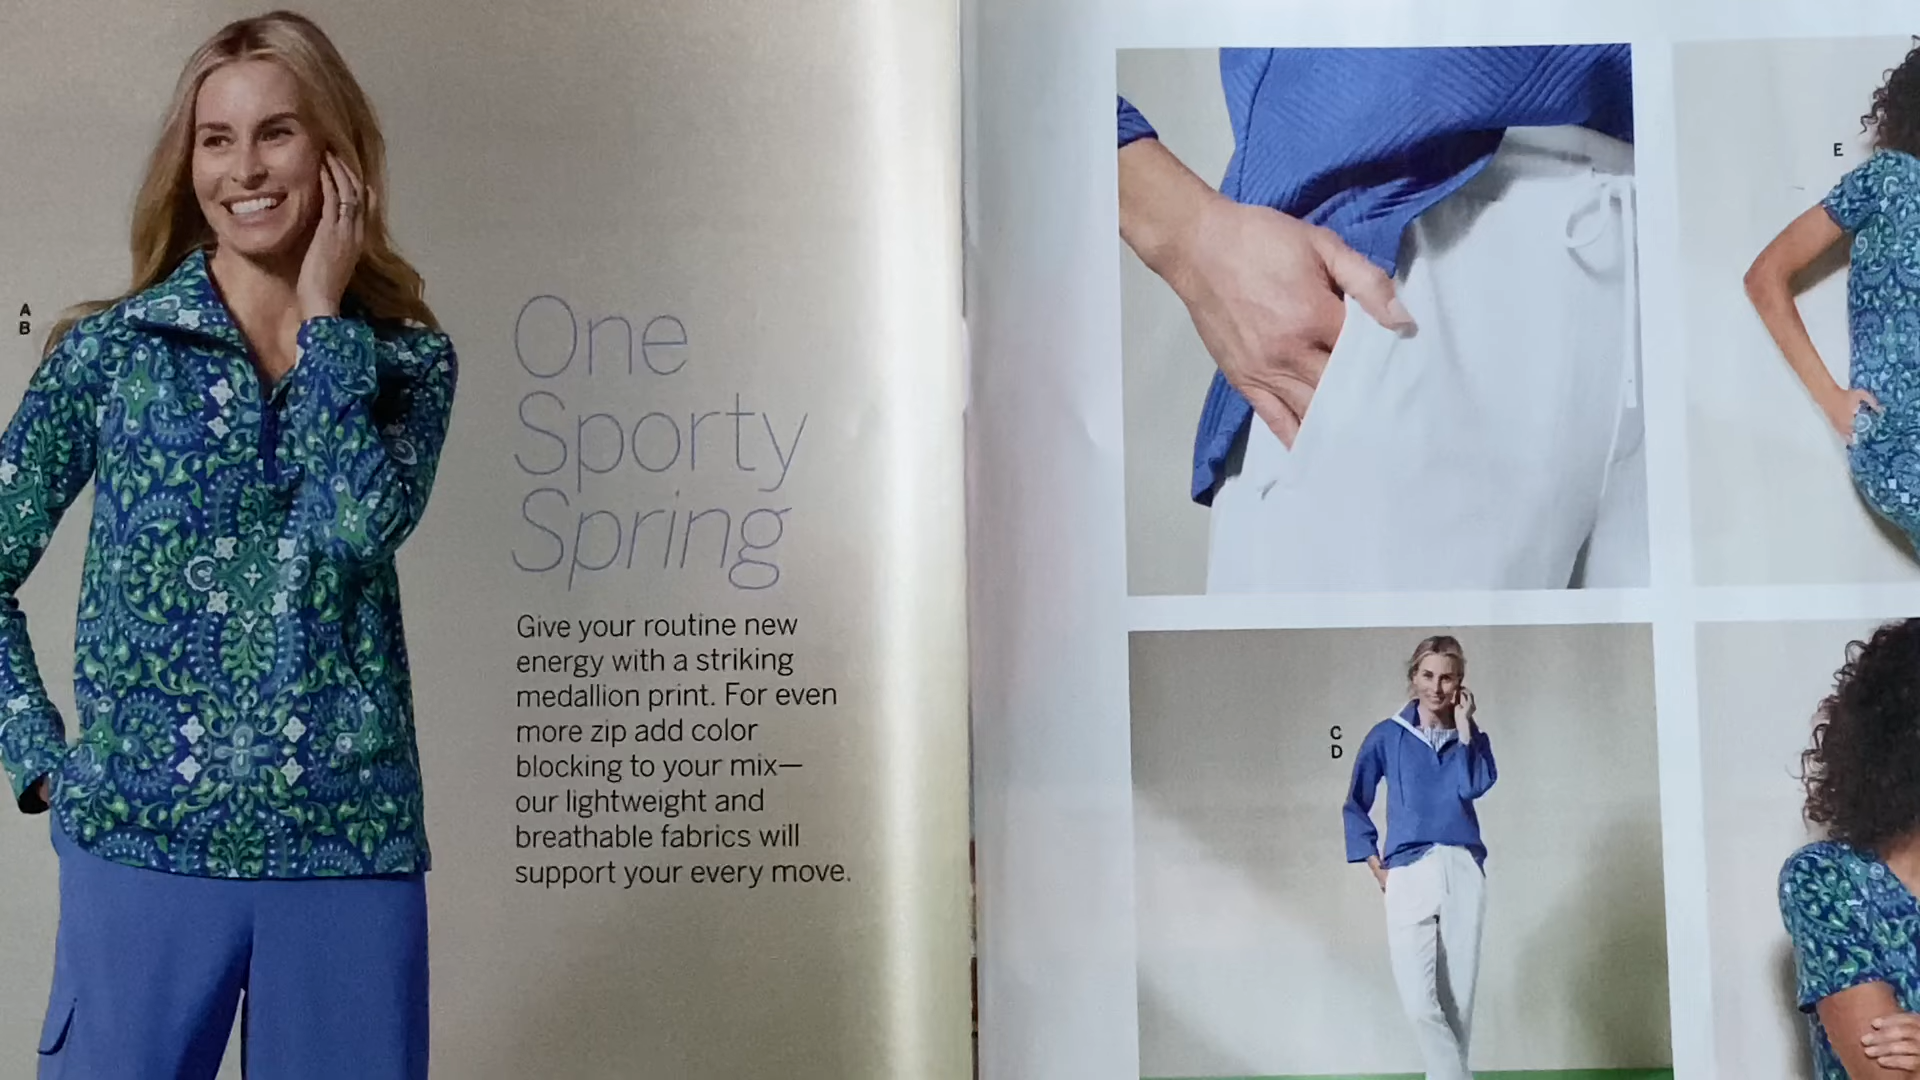 A
B
One
Sporty
Spring
Give your routine new
energy with a striking
medallion print. For even
more zip add color
blocking to your mix—
our lightweight and
breathable fabrics will
support your every move.
E
C
D